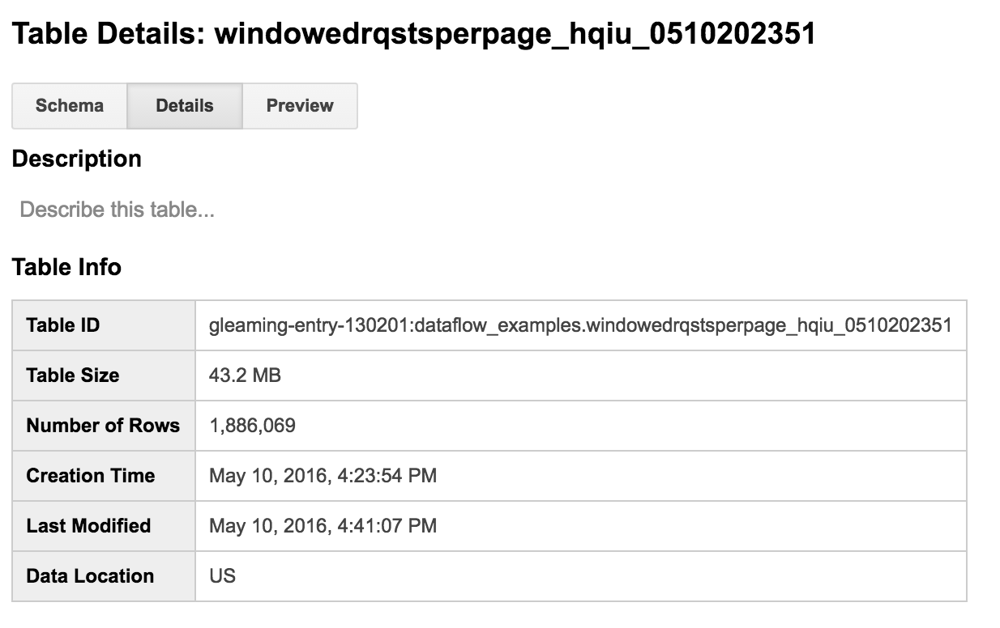 Table Details: windowedrqstsperpage_hqiu_0510202351
Schema Details Preview
Description
Describe this table...
Table Info
Table ID gleaming-entry-130201:dataflow_examples.windowedrqstsperpage_hqiu_0510202351
Table Size 43.2 MB
Number of Rows 1,886,069
Creation Time May 10, 2016, 4:23:54 PM
Last Modified May 10, 2016, 4:41:07 PM
Data Location US